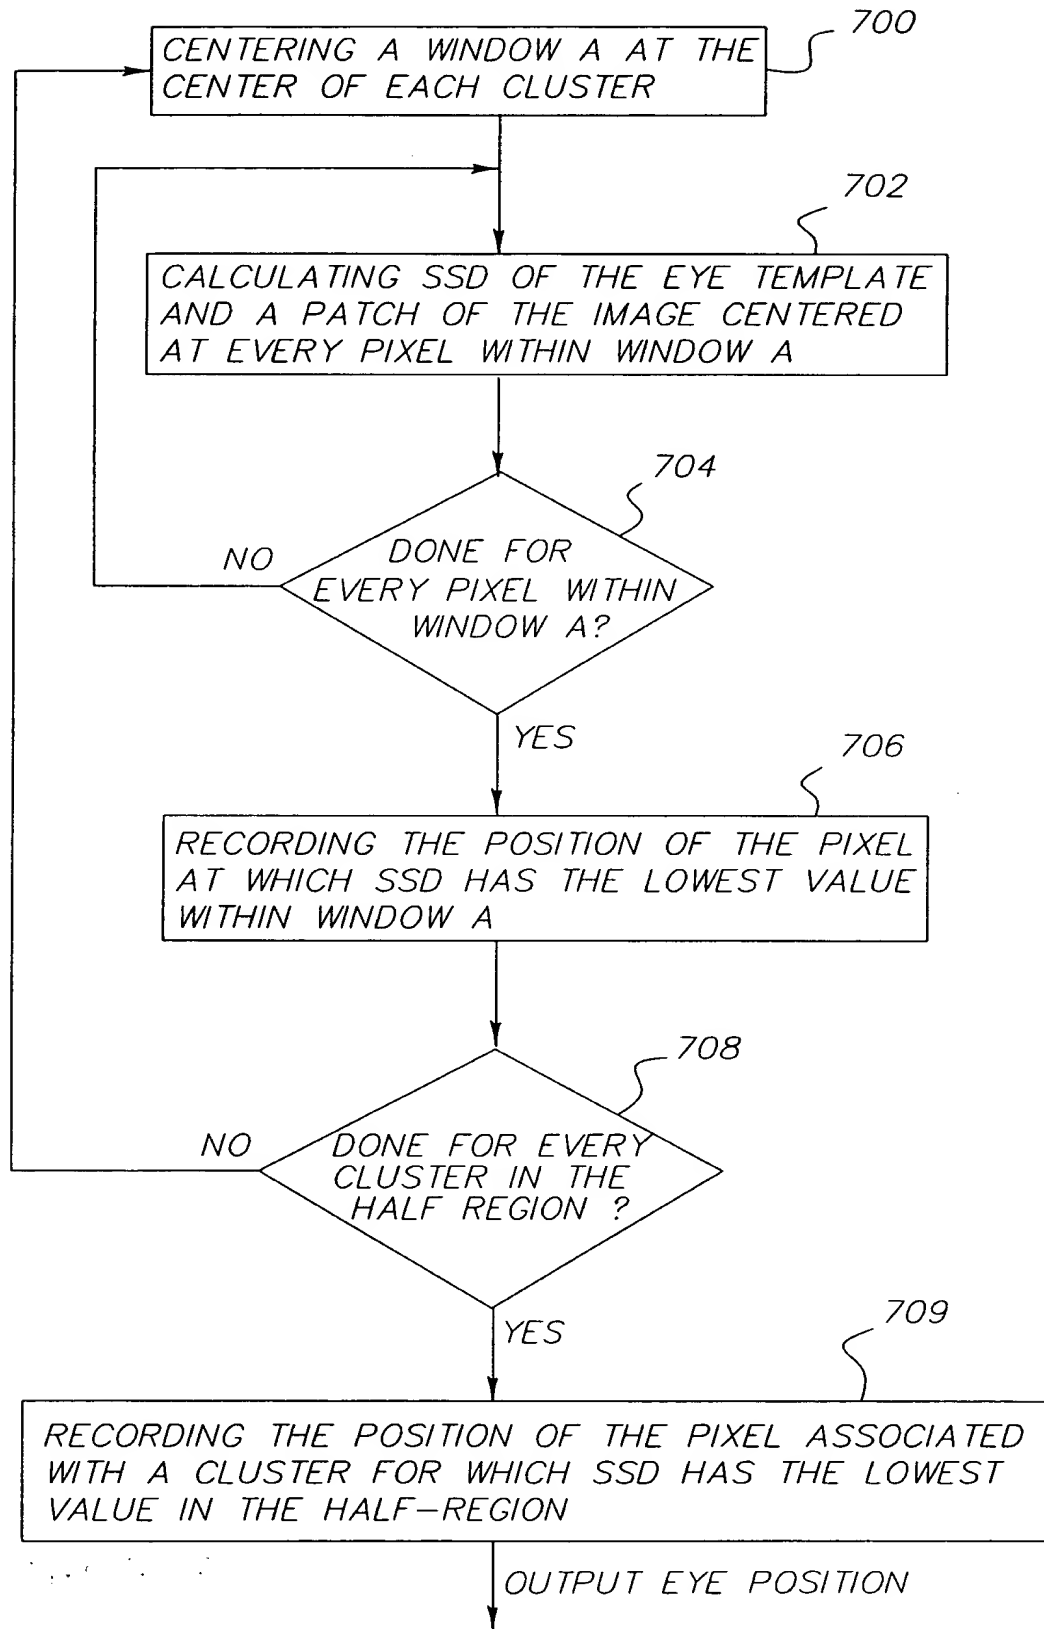 700
CENTERING A WINDOW A AT THE
CENTER OF EACH CLUSTER
702
CALCULATING SSD OF THE EYE TEMPLATE
AND A PATCH OF THE IMAGE CENTERED
AT EVERY PIXEL WITHIN WINDOW A
704
NO
DONE FOR
EVERY PIXEL WITHIN
WINDOW A?
YES
706
RECORDING THE POSITION OF THE PIXEL
AT WHICH SSD HAS THE LOWEST VALUE
WITHIN WINDOW A
708
NO
DONE FOR EVERY
CLUSTER IN THE
HALF REGION ?
YES
709
RECORDING THE POSITION OF THE PIXEL ASSOCIATED
WITH A CLUSTER FOR WHICH SSD HAS THE LOWEST
VALUE IN THE HALF-REGION
OUTPUT EYE POSITION